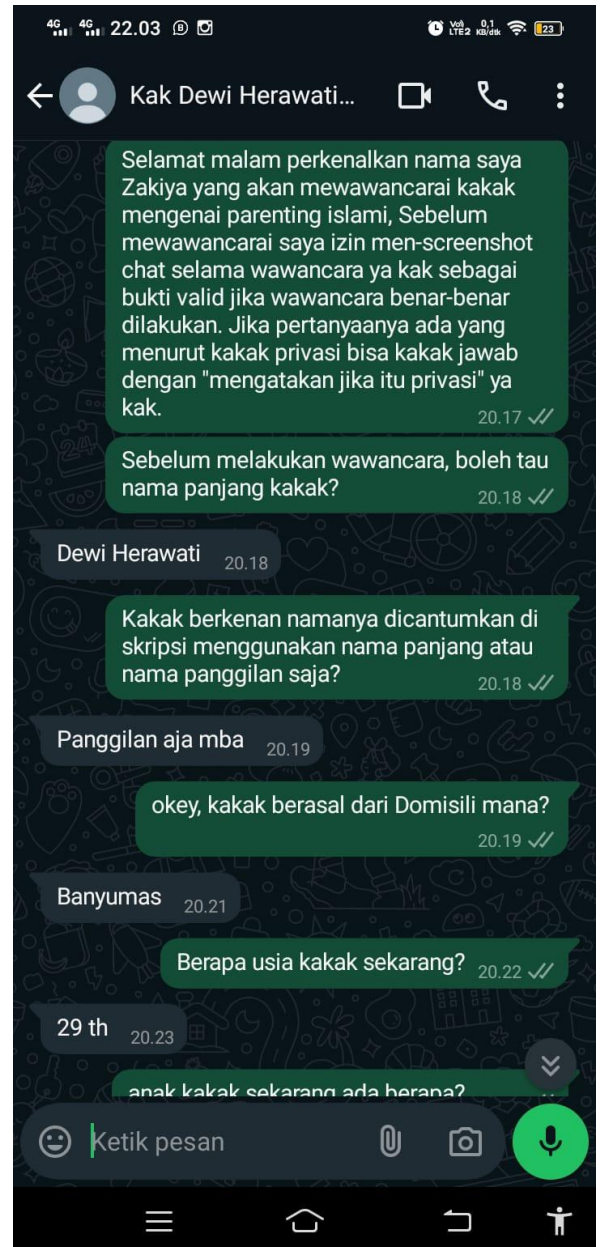 4G 4G 22.03
Vo) LTE2 0,1 KB/dtk 23
Kak Dewi Herawati...
Selamat malam perkenalkan nama saya
Zakiya yang akan mewawancarai kakak
mengenai parenting islami, Sebelum
mewawancarai saya izin men-screenshot
chat selama wawancara ya kak sebagai
bukti valid jika wawancara benar-benar
dilakukan. Jika pertanyaanya ada yang
menurut kakak privasi bisa kakak jawab
dengan "mengatakan jika itu privasi" ya
kak.
20.17
Sebelum melakukan wawancara, boleh tau
nama panjang kakak?
20.18
Dewi Herawati 20.18
Kakak berkenan namanya dicantumkan di
skripsi menggunakan nama panjang atau
nama panggilan saja?
20.18
Panggilan aja mba 20.19
okey, kakak berasal dari Domisili mana?
20.19
Banyumas 20.21
Berapa usia kakak sekarang? 20.22
29 th 20.23
anak kakak sekarang ada berapa?
Ketik pesan